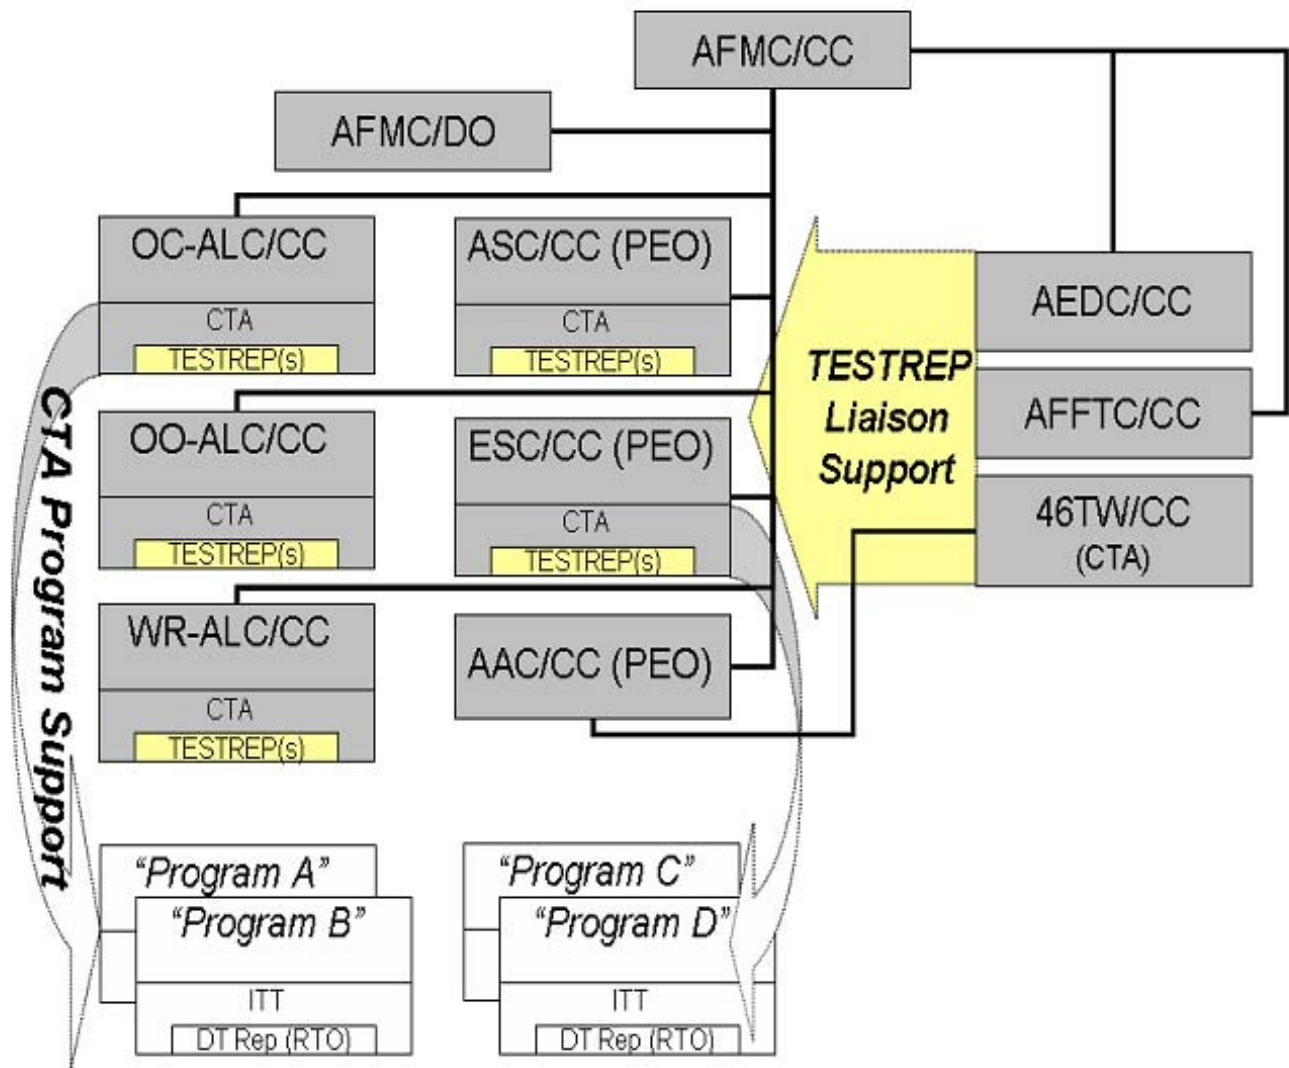 AFMC/CC
AFMC/DO
OC-ALC/CC
CTA
TESTREP(s)
ASC/CC (PEO)
CTA
TESTREP(s)
OO-ALC/CC
CTA
TESTREP(s)
ESC/CC (PEO)
CTA
TESTREP(s)
WR-ALC/CC
CTA
TESTREP(s)
AAC/CC (PEO)
TESTREP
Liaison
Support
AEDC/CC
AFFTC/CC
46TW/CC
(CTA)
CTA Program Support
“Program A”
“Program B”
ITT
DT Rep (RTO)
“Program C”
“Program D”
ITT
DT Rep (RTO)